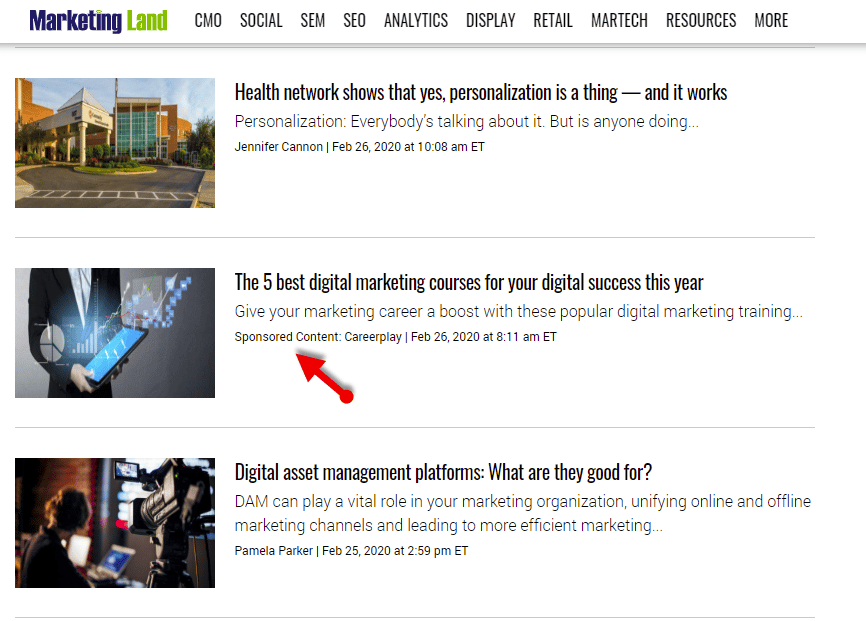 Marketing Land CMO SOCIAL SEM SEO ANALYTICS DISPLAY RETAIL MARTECH RESOURCES MORE
Health network shows that yes, personalization is a thing — and it works
Personalization: Everybody’s talking about it. But is anyone doing...
Jennifer Cannon | Feb 26, 2020 at 10:08 am ET
The 5 best digital marketing courses for your digital success this year
Give your marketing career a boost with these popular digital marketing training...
Sponsored Content: Careerplay | Feb 26, 2020 at 8:11 am ET
Digital asset management platforms: What are they good for?
DAM can play a vital role in your marketing organization, unifying online and offline
marketing channels and leading to more efficient marketing...
Pamela Parker | Feb 25, 2020 at 2:59 pm ET